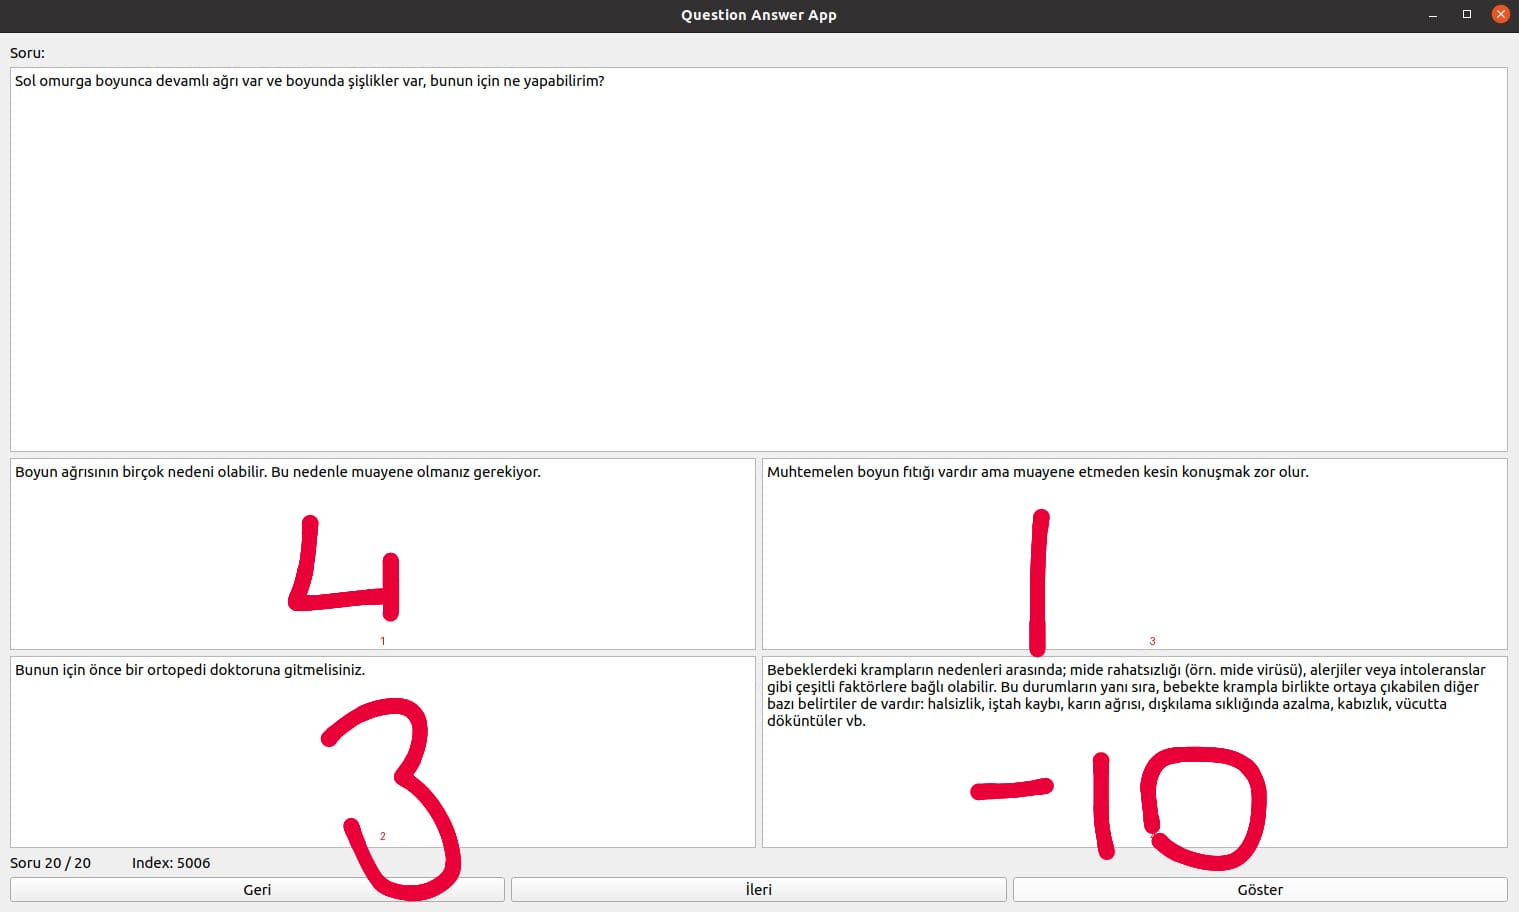 Question Answer App
Soru:
Sol omurga boyunca devamlı ağrı var ve boyunda şişlikler var, bunun için ne yapabilirim?
Boyun ağrısının birçok nedeni olabilir. Bu nedenle muayene olmanız gerekiyor.
4
1
Muhtemelen boyun fıtığı vardır ama muayene etmeden kesin konuşmak zor olur.
1
3
Bunun için önce bir ortopedi doktoruna gitmelisiniz.
3
2
Bebeklerdeki krampların nedenleri arasında; mide rahatsızlığı (örn. mide virüsü), alerjiler veya intoleranslar
gibi çeşitli faktörlere bağlı olabilir. Bu durumların yanı sıra, bebekte krampla birlikte ortaya çıkabilen diğer
bazı belirtiler de vardır: halsizlik, iştah kaybı, karın ağrısı, dışkılama sıklığında azalma, kabızlık, vücutta
döküntüler vb.
-10
Soru 20 / 20 Index: 5006
Geri İleri Göster